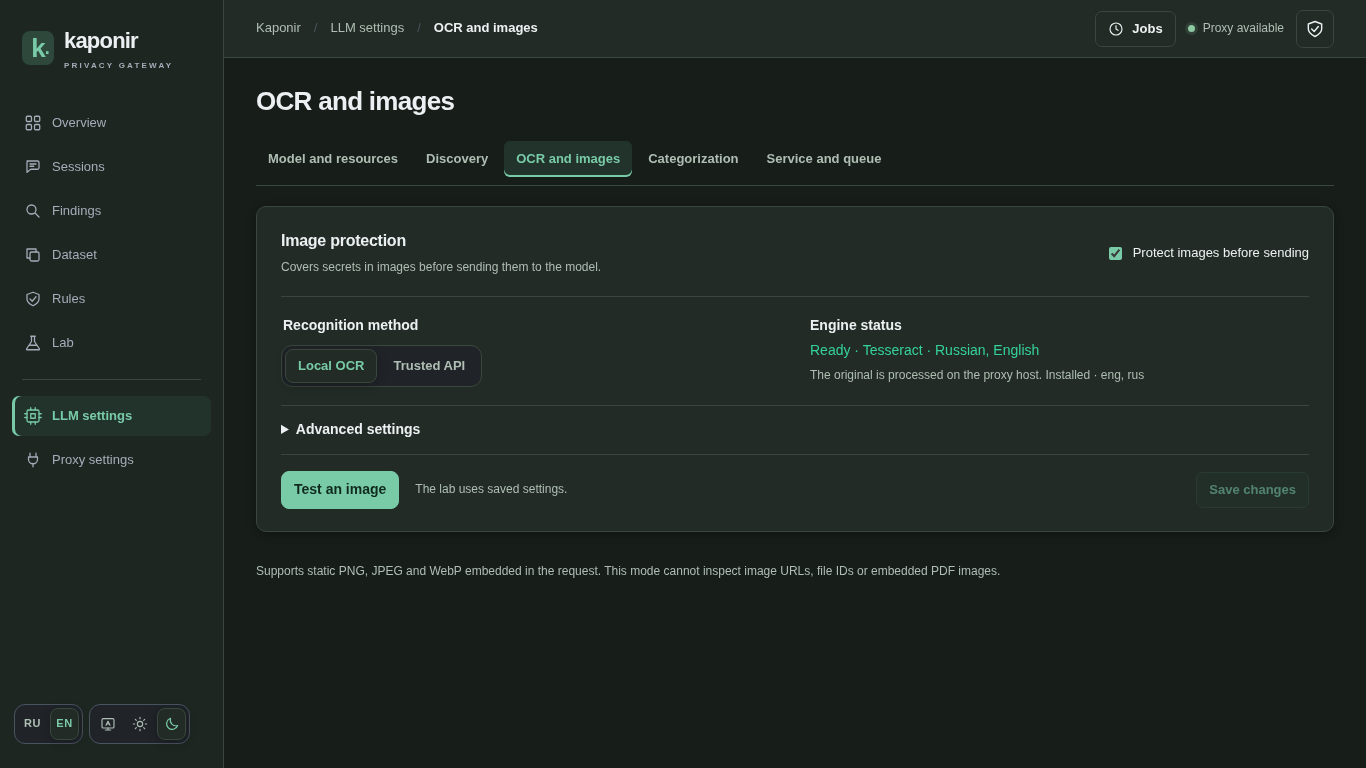 k.
kaponir
PRIVACY GATEWAY
Overview
Sessions
Findings
Dataset
Rules
Lab
LLM settings
Proxy settings
RU EN
Kaponir / LLM settings / OCR and images
Jobs
Proxy available
OCR and images
Model and resources
Discovery
OCR and images
Categorization
Service and queue
Image protection
Covers secrets in images before sending them to the model.
Protect images before sending
Recognition method
Local OCR
Trusted API
Engine status
Ready · Tesseract · Russian, English
The original is processed on the proxy host. Installed · eng, rus
Advanced settings
Test an image
The lab uses saved settings.
Save changes
Supports static PNG, JPEG and WebP embedded in the request. This mode cannot inspect image URLs, file IDs or embedded PDF images.